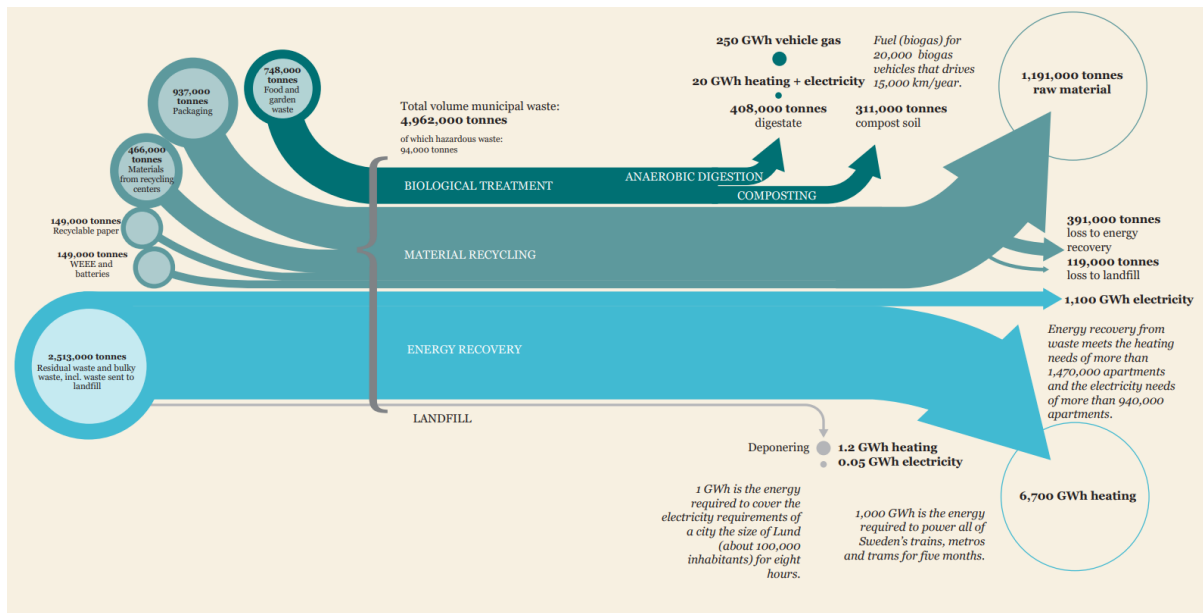 748,000
tonnes
Food and
garden
waste
937,000
tonnes
Packaging
466,000
tonnes
Materials
from recycling
centers
149,000 tonnes
Recyclable paper
149,000 tonnes
WEEE and
batteries
2,513,000 tonnes
Residual waste and bulky
waste, incl. waste sent to
landfill
Total volume municipal waste:
4,962,000 tonnes
of which hazardous waste:
94,000 tonnes
BIOLOGICAL TREATMENT
ANAEROBIC DIGESTION
COMPOSTING
MATERIAL RECYCLING
ENERGY RECOVERY
LANDFILL
250 GWh vehicle gas
20 GWh heating + electricity
408,000 tonnes
digestate
Fuel (biogas) for
20,000 biogas
vehicles that drives
15,000 km/year.
311,000 tonnes
compost soil
1,191,000 tonnes
raw material
391,000 tonnes
loss to energy
recovery
119,000 tonnes
loss to landfill
1,100 GWh electricity
Energy recovery from
waste meets the heating
needs of more than
1,470,000 apartments
and the electricity needs
of more than 940,000
apartments.
Deponering
1.2 GWh heating
0.05 GWh electricity
1 GWh is the energy
required to cover the
electricity requirements of
a city the size of Lund
(about 100,000
inhabitants) for eight
hours.
1,000 GWh is the energy
required to power all of
Sweden's trains, metros
and trams for five months.
6,700 GWh heating